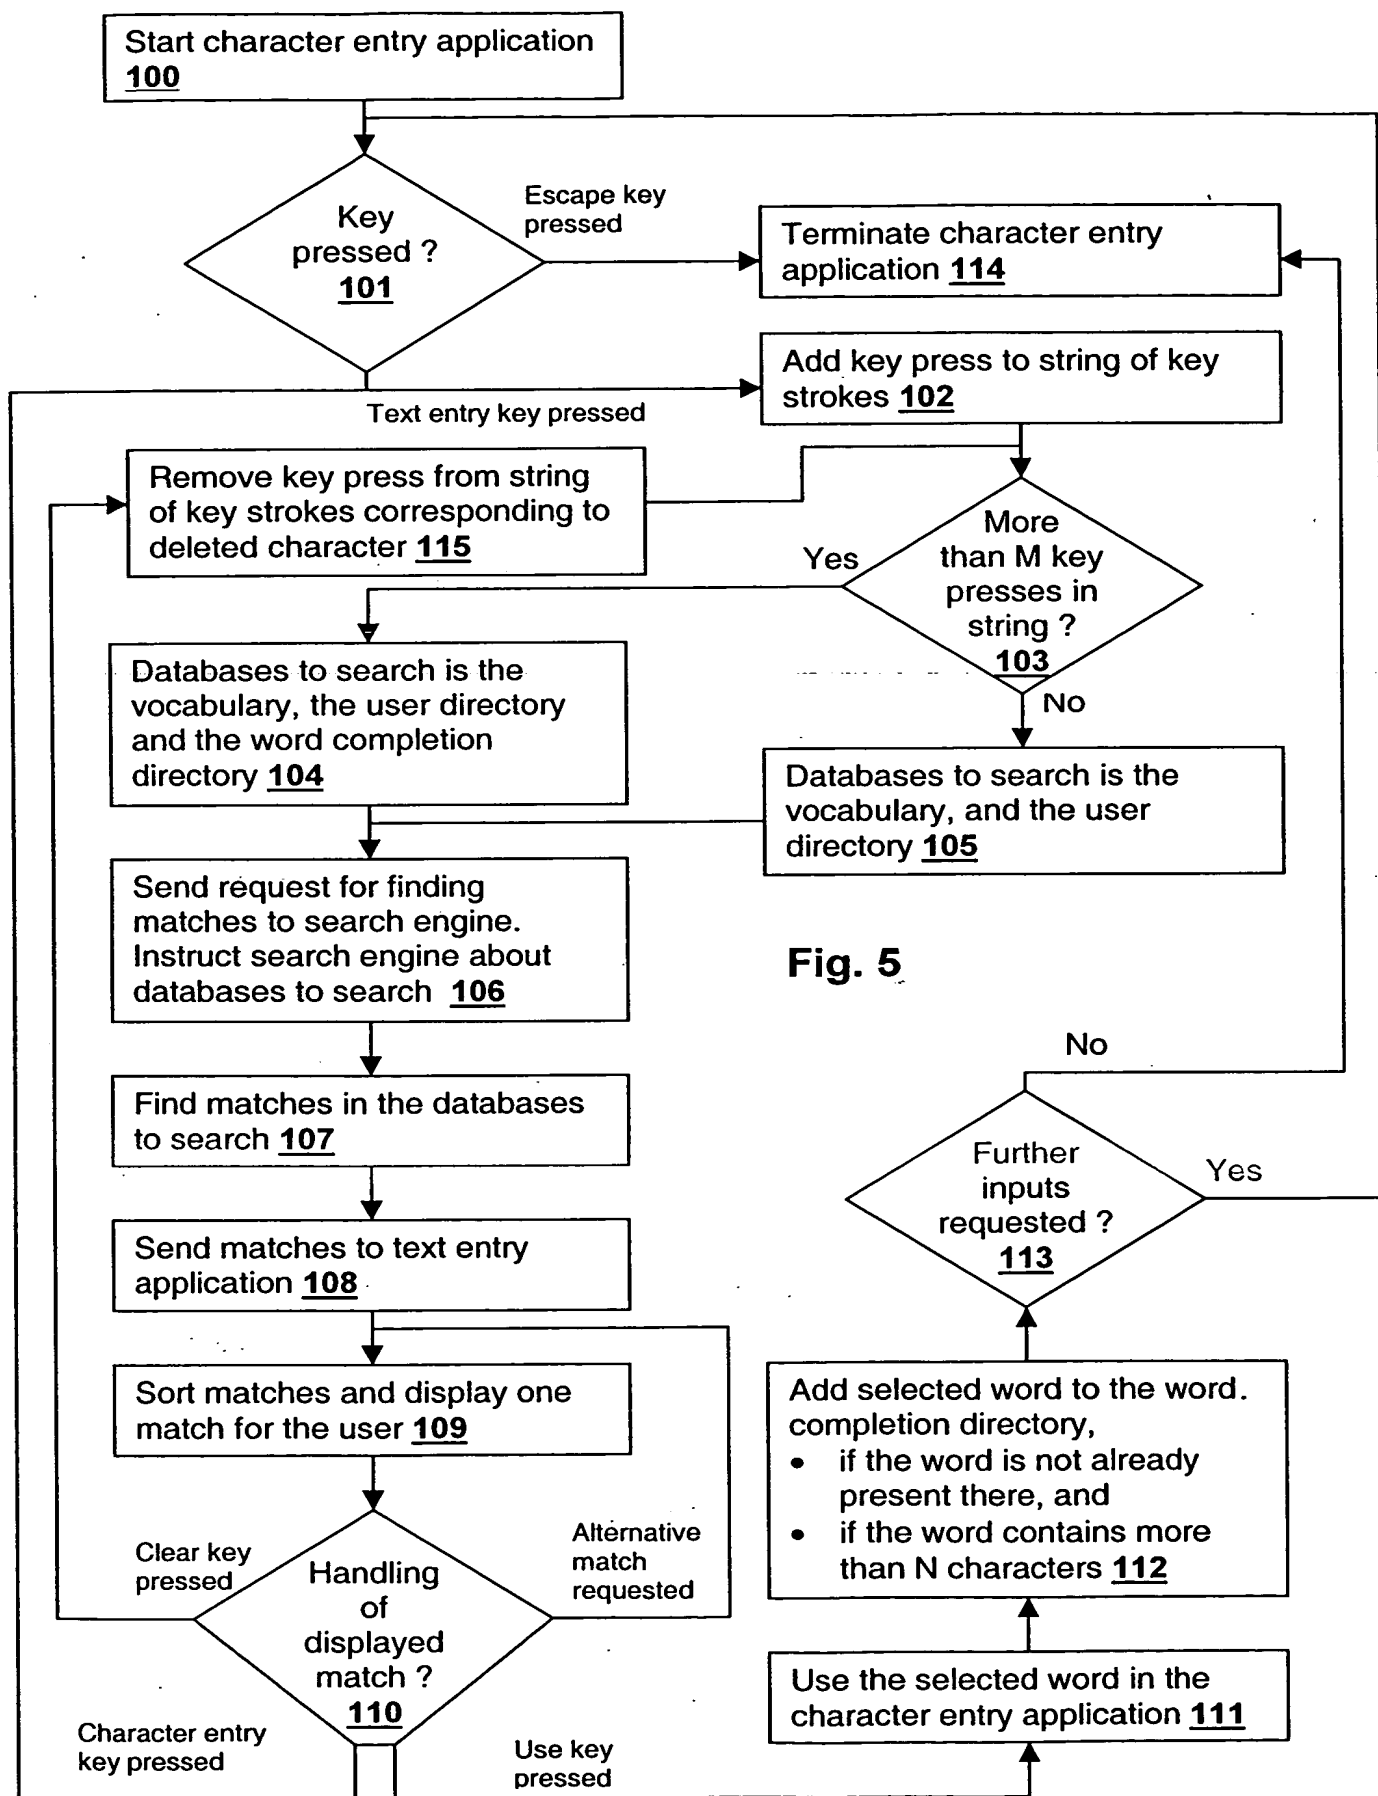 Start character entry application
100
Key
pressed ?
101
Escape key
pressed
Terminate character entry
application 114
Add key press to string of key
strokes 102
Text entry key pressed
Remove key press from string
of key strokes corresponding to
deleted character 115
More
than M key
presses in
string ?
103
Yes
No
Databases to search is the
vocabulary, the user directory
and the word completion
directory 104
Databases to search is the
vocabulary, and the user
directory 105
Send request for finding
matches to search engine.
Instruct search engine about
databases to search 106
Fig. 5
Find matches in the databases
to search 107
No
Further
inputs
requested ?
113
Yes
Send matches to text entry
application 108
Sort matches and display one
match for the user 109
Add selected word to the word.
completion directory,
• if the word is not already
present there, and
• if the word contains more
than N characters 112
Clear key
pressed
Handling
of
displayed
match ?
110
Alternative
match
requested
Use the selected word in the
character entry application 111
Character entry
key pressed
Use key
pressed